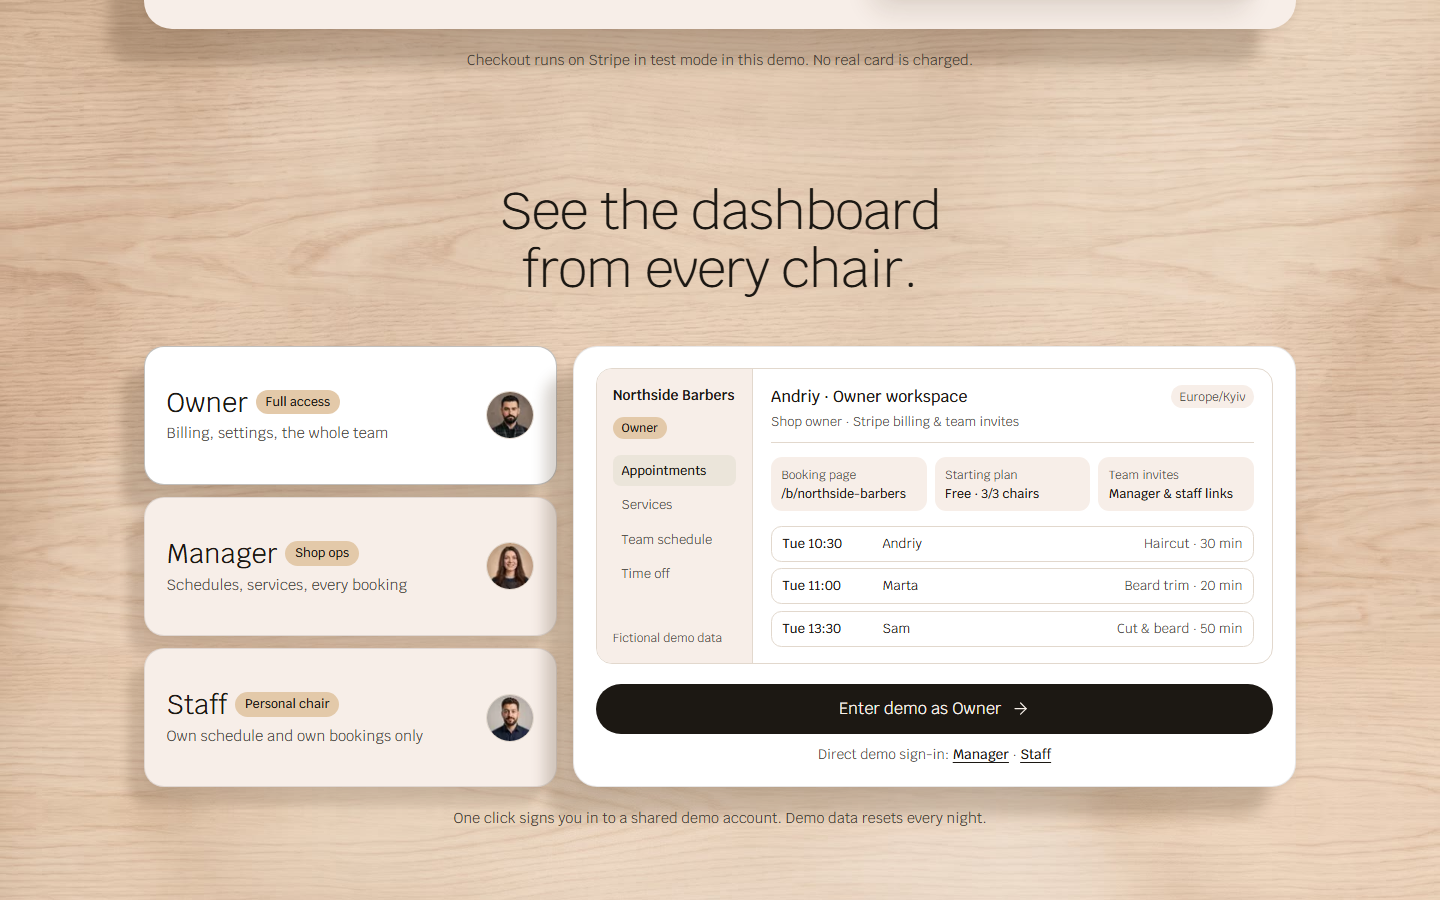 Checkout runs on Stripe in test mode in this demo. No real card is charged.
See the dashboard
from every chair.
Owner Full access
Billing, settings, the whole team
Manager Shop ops
Schedules, services, every booking
Staff Personal chair
Own schedule and own bookings only
Northside Barbers
Owner
Appointments
Services
Team schedule
Time off
Fictional demo data
Andriy · Owner workspace
Europe/Kyiv
Shop owner · Stripe billing & team invites
Booking page
/b/northside-barbers
Starting plan
Free · 3/3 chairs
Team invites
Manager & staff links
Tue 10:30 Andriy Haircut · 30 min
Tue 11:00 Marta Beard trim · 20 min
Tue 13:30 Sam Cut & beard · 50 min
Enter demo as Owner →
Direct demo sign-in: Manager · Staff
One click signs you in to a shared demo account. Demo data resets every night.